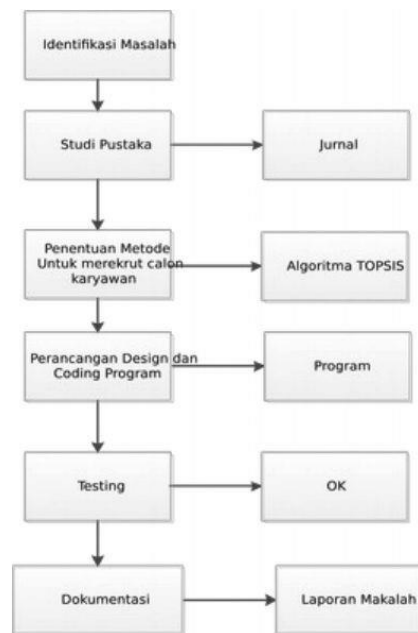 Identifikasi Masalah
Studi Pustaka
Jurnal
Penentuan Metode
Untuk merekrut calon
karyawan
Algoritma TOPSIS
Perancangan Design dan
Coding Program
Program
Testing
OK
Dokumentasi
Laporan Makalah